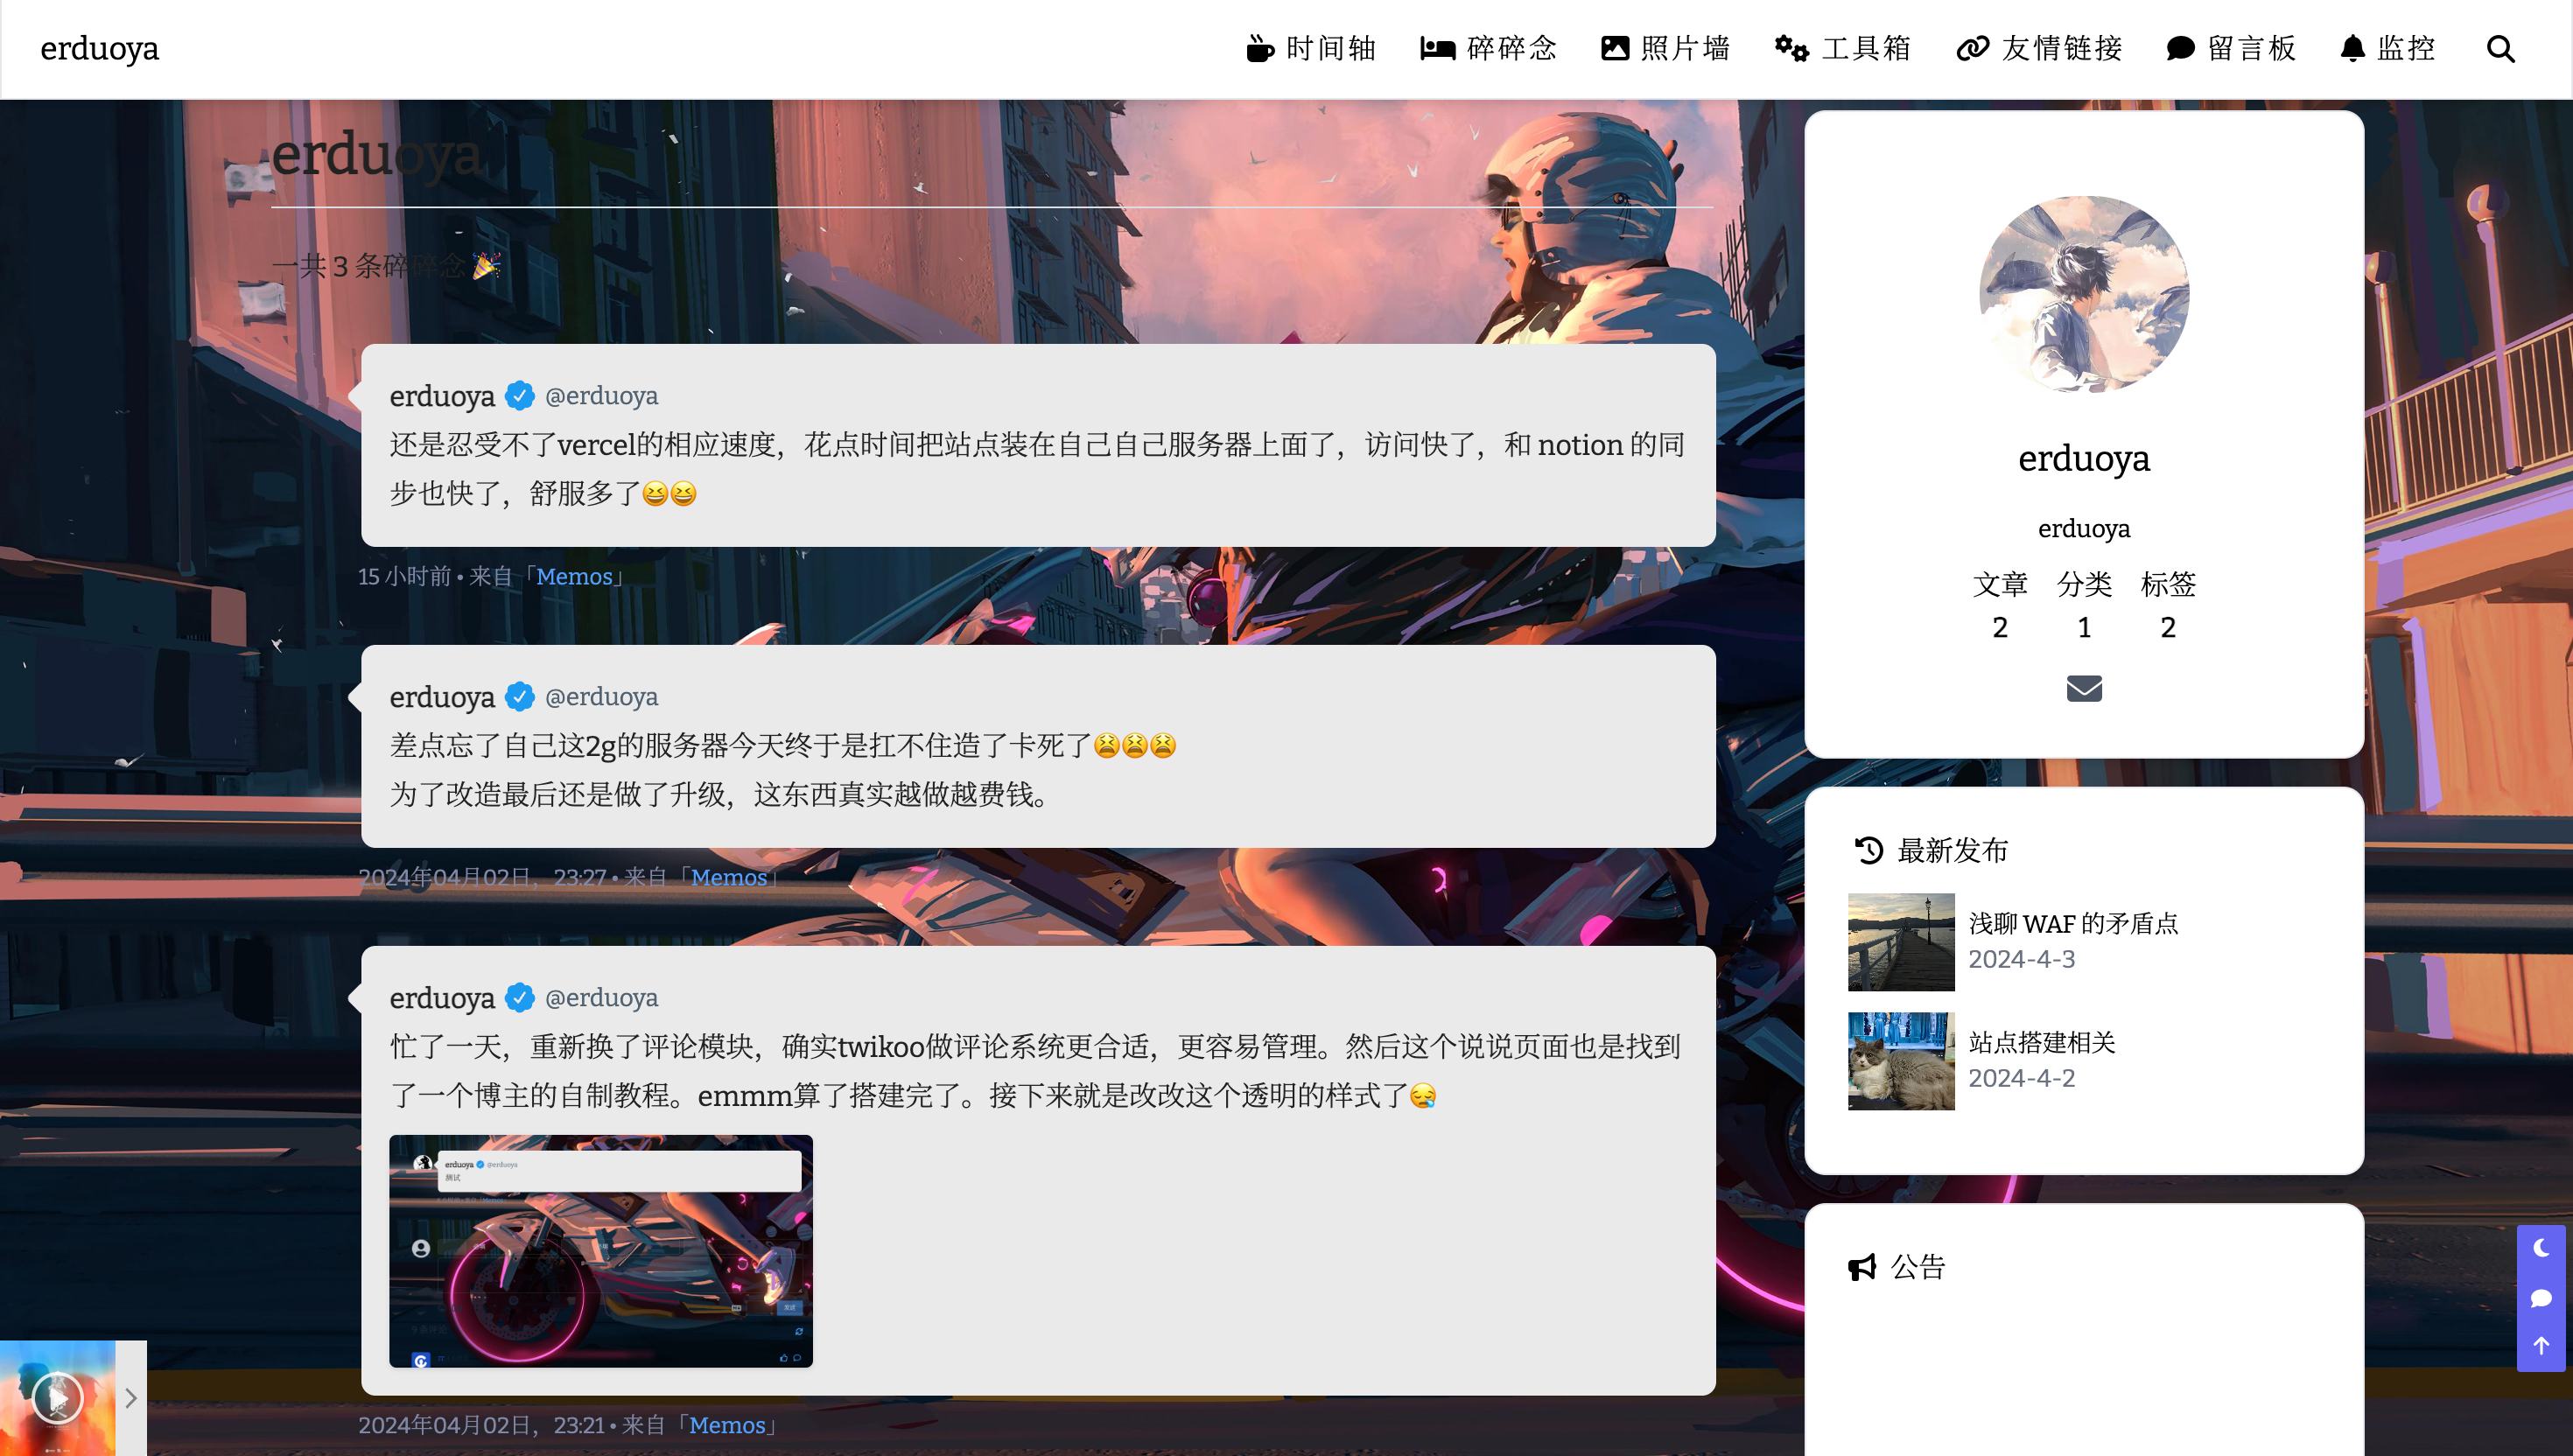 erduoya
时间轴 碎碎念 照片墙 工具箱 友情链接 留言板 监控
erduoya
一共 3 条碎碎念 🎉
erduoya @erduoya
还是忍受不了vercel的相应速度，花点时间把站点装在自己自己服务器上面了，访问快了，和 notion 的同
步也快了，舒服多了😆😆
15 小时前 • 来自「Memos」
erduoya @erduoya
差点忘了自己这2g的服务器今天终于是扛不住造了卡死了😫😫😫
为了改造最后还是做了升级，这东西真实越做越费钱。
2024年04月02日，23:27 • 来自「Memos」
erduoya @erduoya
忙了一天，重新换了评论模块，确实twikoo做评论系统更合适，更容易管理。然后这个说说页面也是找到
了一个博主的自制教程。emmm算了搭建完了。接下来就是改改这个透明的样式了😪
erduoya @erduoya
测试
2024年04月02日，23:21 • 来自「Memos」
erduoya
erduoya
文章 分类 标签
2 1 2
最新发布
浅聊 WAF 的矛盾点
2024-4-3
站点搭建相关
2024-4-2
公告